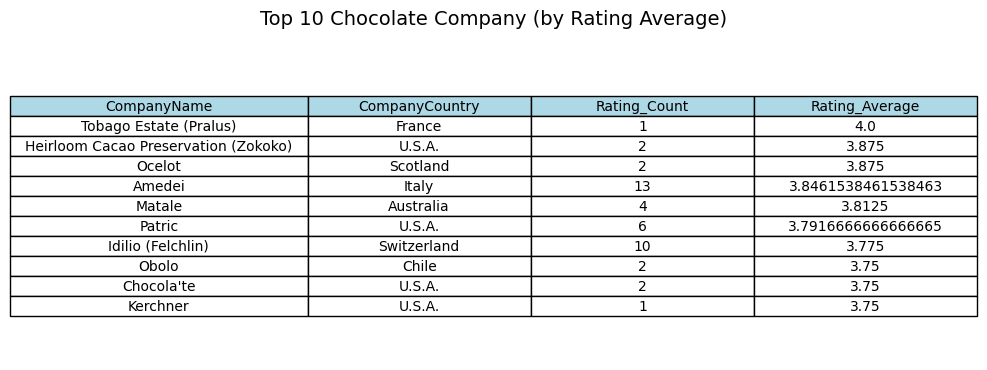 Top 10 Chocolate Company (by Rating Average)
CompanyName CompanyCountry Rating_Count Rating_Average
Tobago Estate (Pralus) France 1 4.0
Heirloom Cacao Preservation (Zokoko) U.S.A. 2 3.875
Ocelot Scotland 2 3.875
Amedei Italy 13 3.8461538461538463
Matale Australia 4 3.8125
Patric U.S.A. 6 3.7916666666666665
Idilio (Felchlin) Switzerland 10 3.775
Obolo Chile 2 3.75
Chocola'te U.S.A. 2 3.75
Kerchner U.S.A. 1 3.75